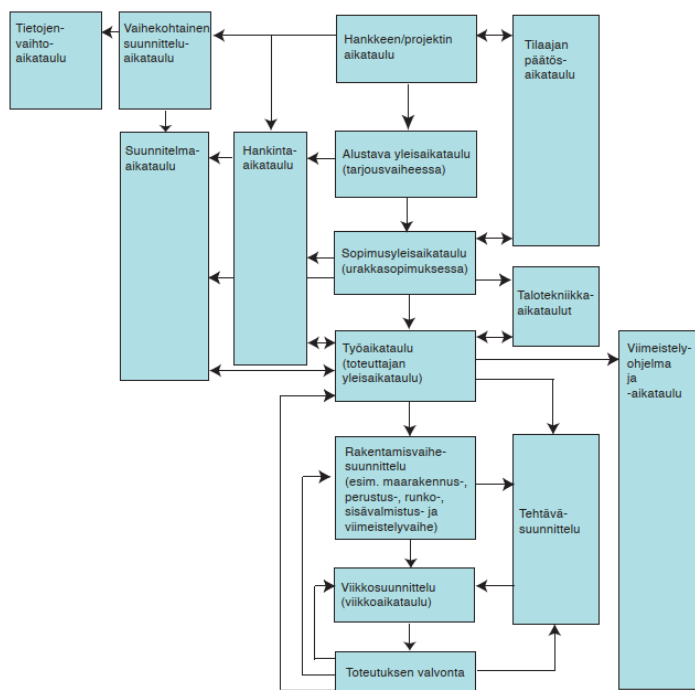 Tietojen-
vaihto-
aikataulu
Vaihekohtainen
suunnittelu-
aikataulu
Hankkeen/projektin
aikataulu
Tilaajan
päätös-
aikataulu
Suunnitelma-
aikataulu
Hankinta-
aikataulu
Alustava yleisaikataulu
(tarjousvaiheessa)
Sopimusyleisaikataulu
(urakkasopimuksessa)
Talotekniikka-
aikataulut
Työaikataulu
(toteuttajan
yleisaikataulu)
Viimeistely-
ohjelma
ja
-aikataulu
Rakentamisvaihe-
suunnittelu
(esim. maarakennus-,
perustus-, runko-,
sisävalmistus- ja
viimeistelyvaihe)
Tehtävä-
suunnittelu
Viikkosuunnittelu
(viikkoaikataulu)
Toteutuksen valvonta